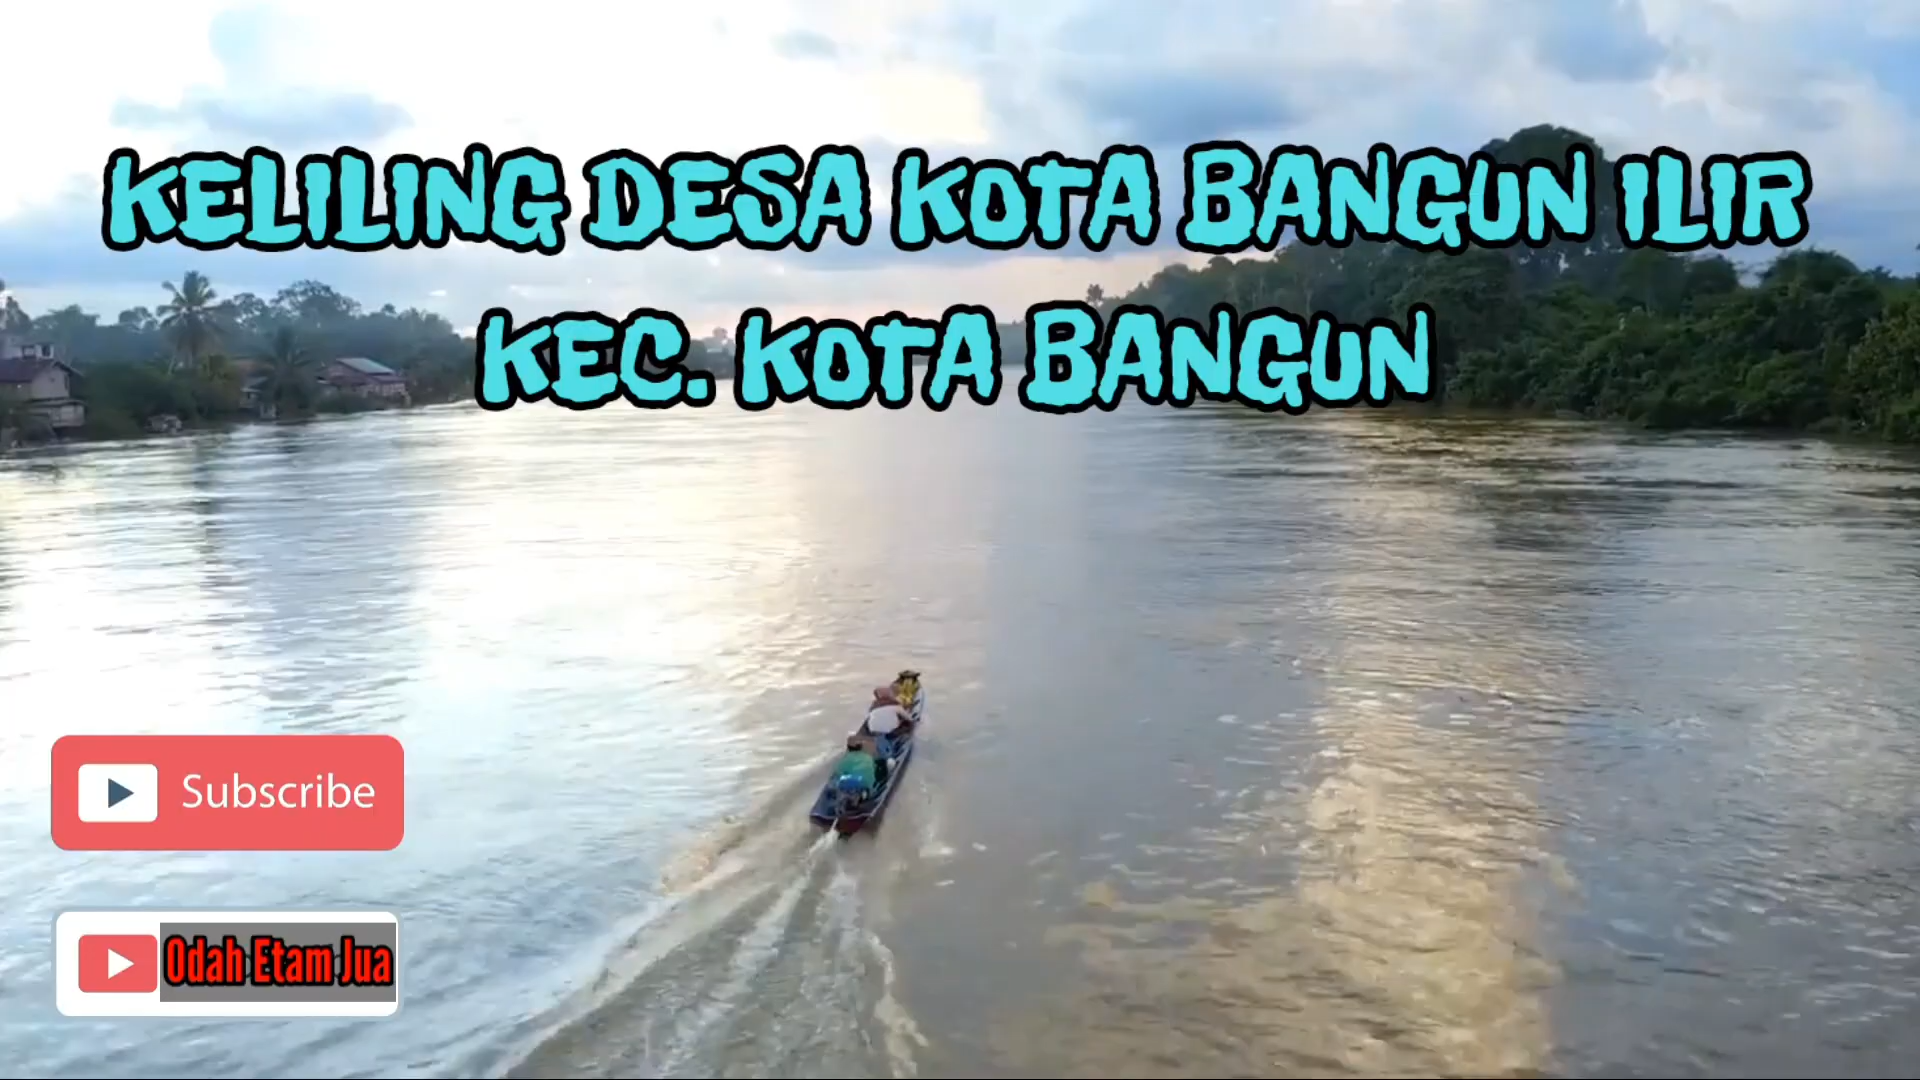 KELILING DESA KOTA BANGUN ILIR
KEC. KOTA BANGUN
Subscribe
Odah Etam Jua